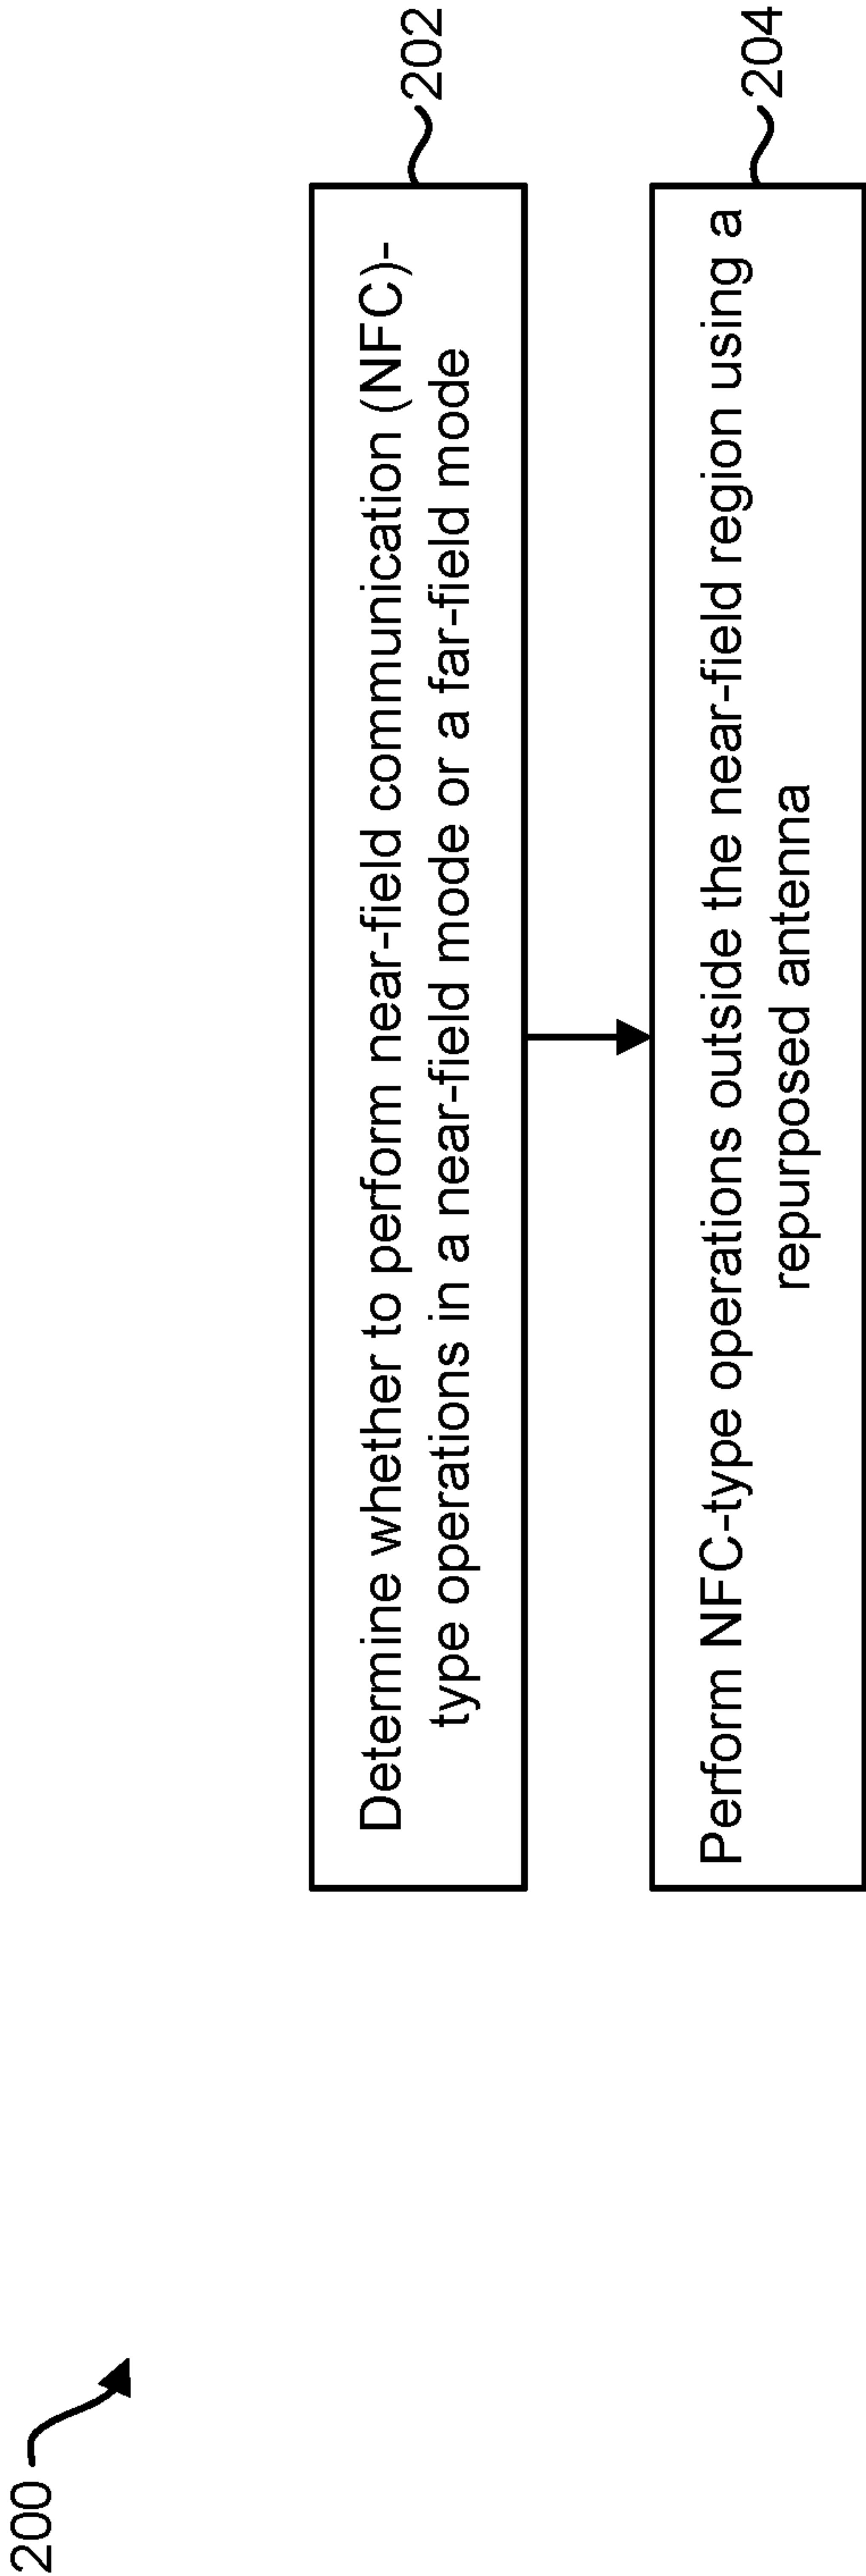 200
Determine whether to perform near-field communication (NFC)-
type operations in a near-field mode or a far-field mode
202
Perform NFC-type operations outside the near-field region using a
repurposed antenna
204